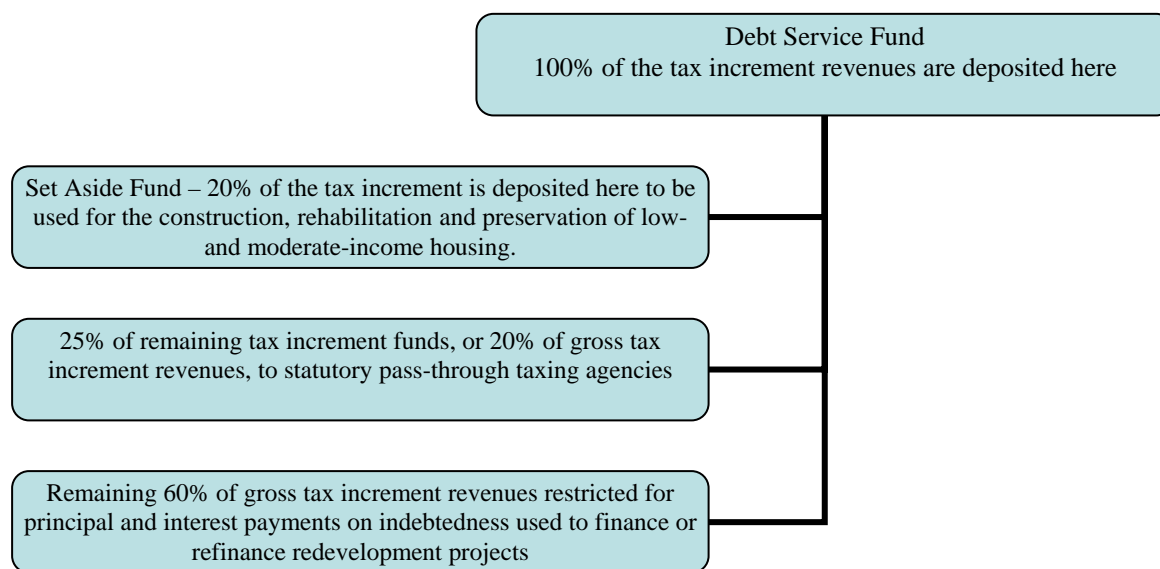 Debt Service Fund
100% of the tax increment revenues are deposited here
Set Aside Fund – 20% of the tax increment is deposited here to be
used for the construction, rehabilitation and preservation of low-
and moderate-income housing.
25% of remaining tax increment funds, or 20% of gross tax
increment revenues, to statutory pass-through taxing agencies
Remaining 60% of gross tax increment revenues restricted for
principal and interest payments on indebtedness used to finance or
refinance redevelopment projects